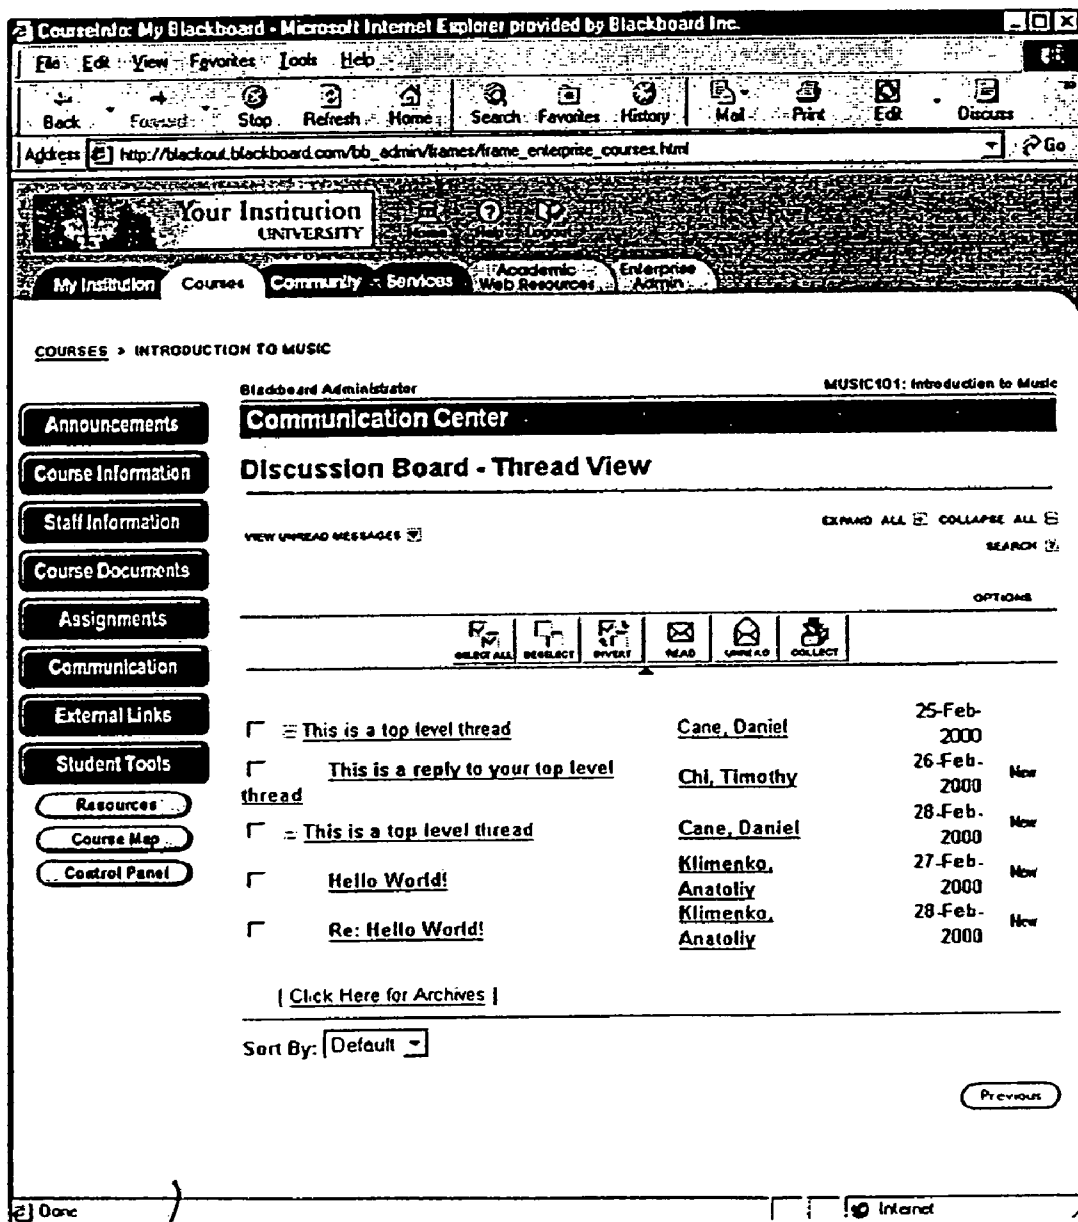 CourseInfo: My Blackboard - Microsoft Internet Explorer provided by Blackboard Inc.
File Edit View Favorites Tools Help
Back Forward Stop Refresh Home Search Favorites History Mail Print Edit Discuss
Address http://blackout.blackboard.com/bb_admin/frames/frame_enterprise_courses.html Go
Your Institution
UNIVERSITY
Home Help Logout
My Institution Courses Community Services Academic Web Resources Enterprise Admin
COURSES > INTRODUCTION TO MUSIC
Blackboard Administrator MUSIC101: Introduction to Music
Communication Center
Discussion Board - Thread View
Announcements
Course Information
Staff Information
Course Documents
Assignments
Communication
External Links
Student Tools
Resources
Course Map
Control Panel
VIEW UNREAD MESSAGES
EXPAND ALL COLLAPSE ALL
SEARCH
OPTIONS
SELECT ALL DESELECT INVERT READ UNREAD COLLECT
This is a top level thread Cane, Daniel 25-Feb-2000
This is a reply to your top level thread Chi, Timothy 26-Feb-2000 New
This is a top level thread Cane, Daniel 28-Feb-2000 New
Hello World! Klimenko, Anatoliy 27-Feb-2000 New
Re: Hello World! Klimenko, Anatoliy 28-Feb-2000 New
| Click Here for Archives |
Sort By: Default
Previous
Done Internet